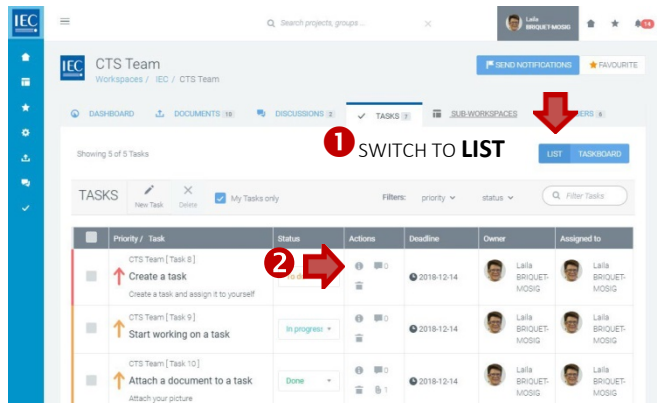 IEC
Search projects, groups ...
Laila
BRIQUET-MOSIG
IEC
CTS Team
Workspaces / IEC / CTS Team
SEND NOTIFICATIONS
FAVOURITE
DASHBOARD
DOCUMENTS 18
DISCUSSIONS 2
TASKS
SUB-WORKSPACES
ERS 6
1 SWITCH TO LIST
Showing 5 of 5 Tasks
LIST
TASKBOARD
TASKS
New Task
Delete
My Tasks only
Filters:
priority
status
Filter Tasks
Priority / Task
Status
Actions
Deadline
Owner
Assigned to
CTS Team [ Task 8 ]
Create a task
Create a task and assign it to yourself
2
0
2018-12-14
Laila
BRIQUET-
MOSIG
Laila
BRIQUET-
MOSIG
CTS Team [ Task 9 ]
Start working on a task
In progress
0
2018-12-14
Laila
BRIQUET-
MOSIG
Laila
BRIQUET-
MOSIG
CTS Team [ Task 10 ]
Attach a document to a task
Attach your picture
Done
0
1
2018-12-14
Laila
BRIQUET-
MOSIG
Laila
BRIQUET-
MOSIG